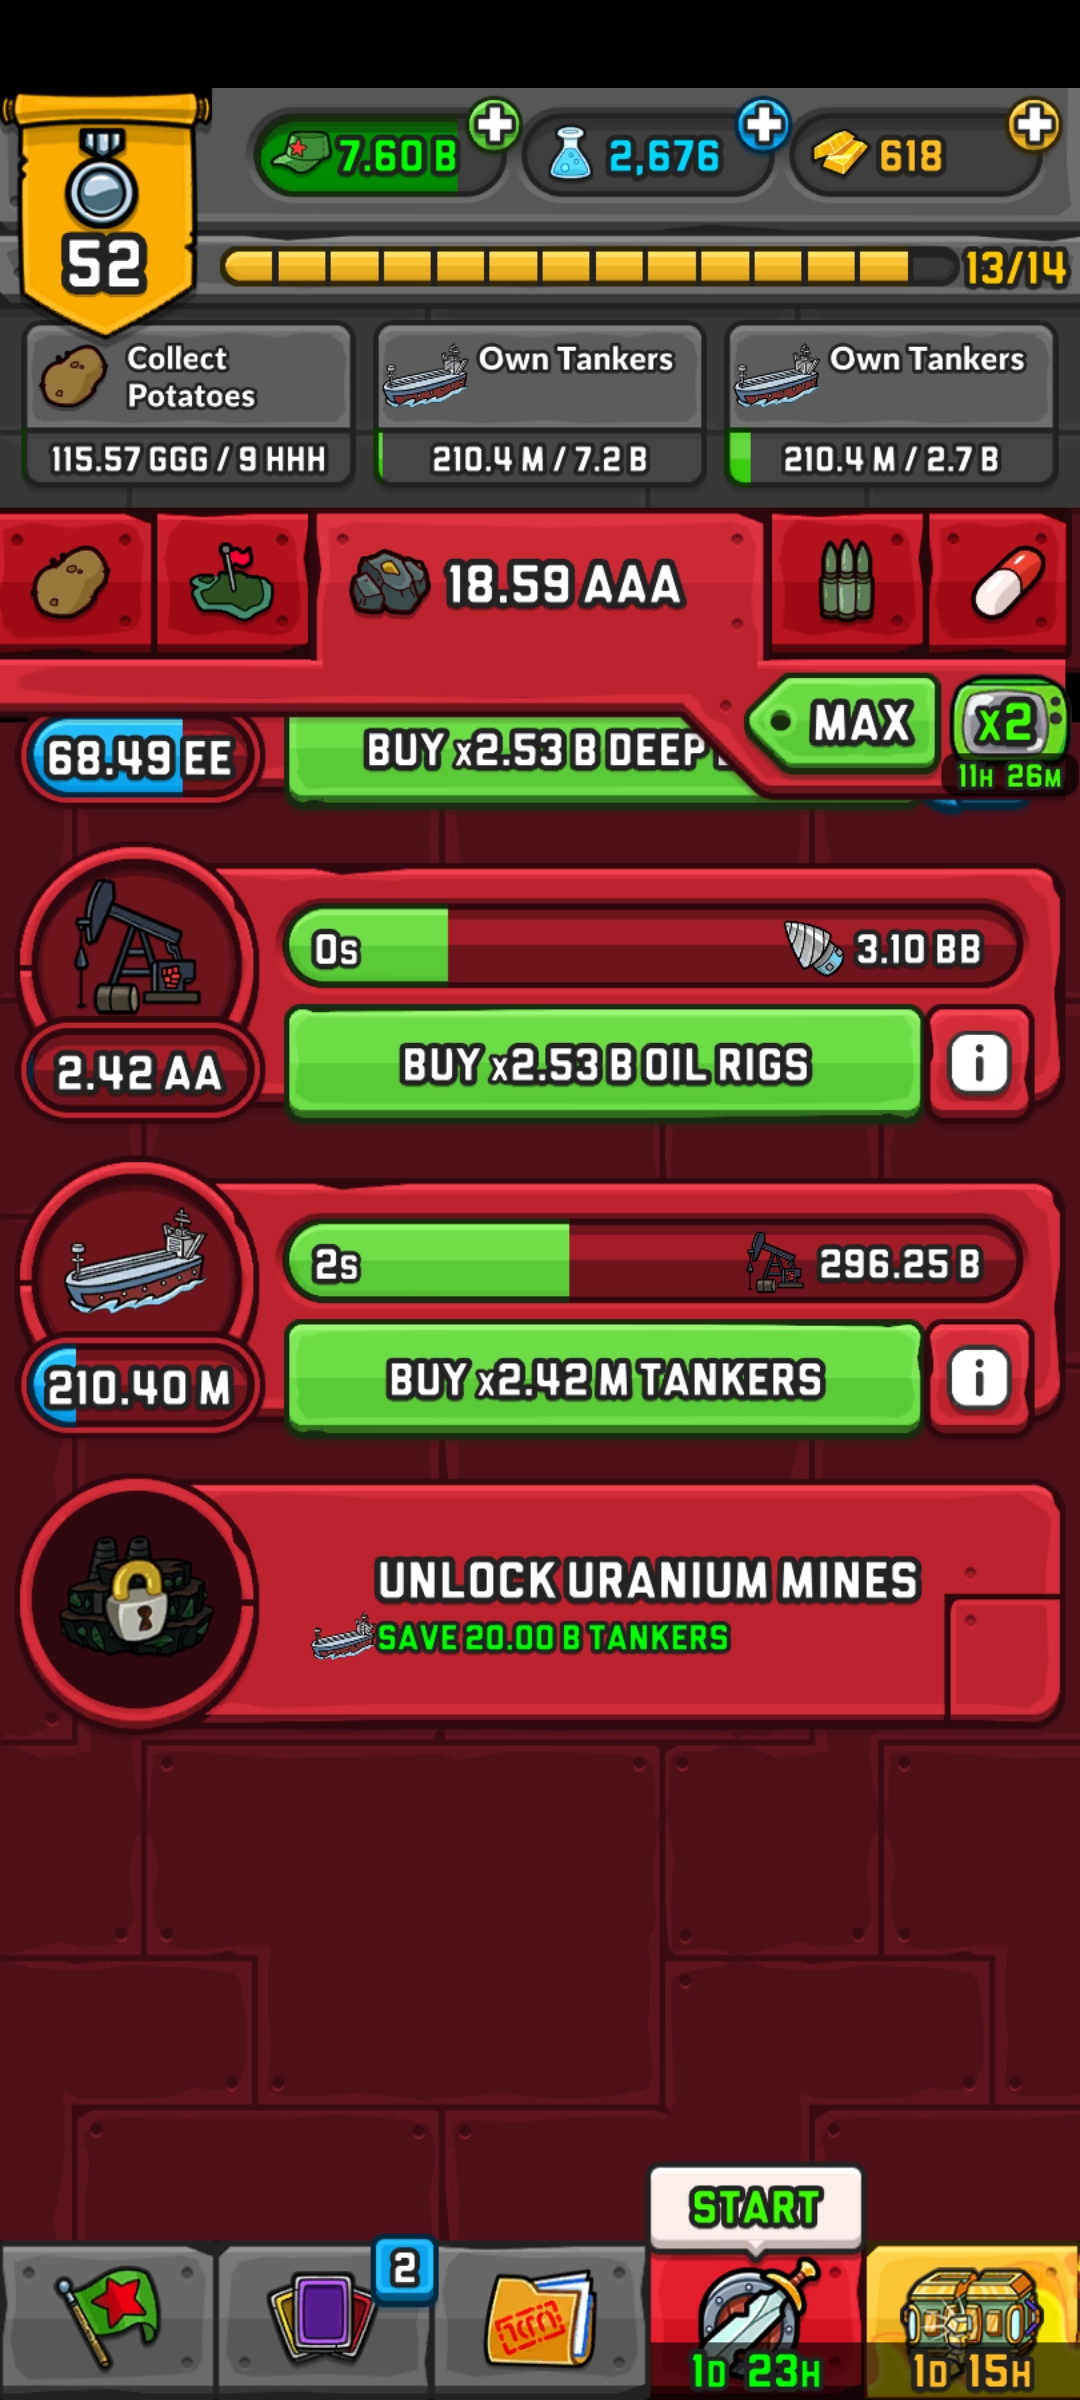 7.60 B
2,676
618
52
13/14
Collect
Potatoes
115.57 GGG / 9 HHH
Own Tankers
210.4 M / 7.2 B
Own Tankers
210.4 M / 2.7 B
18.59 AAA
MAX
x2
11H 26M
68.49 EE
BUY x2.53 B DEEP
0s
3.10 BB
2.42 AA
BUY x2.53 B OIL RIGS
i
2s
296.25 B
210.40 M
BUY x2.42 M TANKERS
i
UNLOCK URANIUM MINES
SAVE 20.00 B TANKERS
START
2
1D 23H
1D 15H